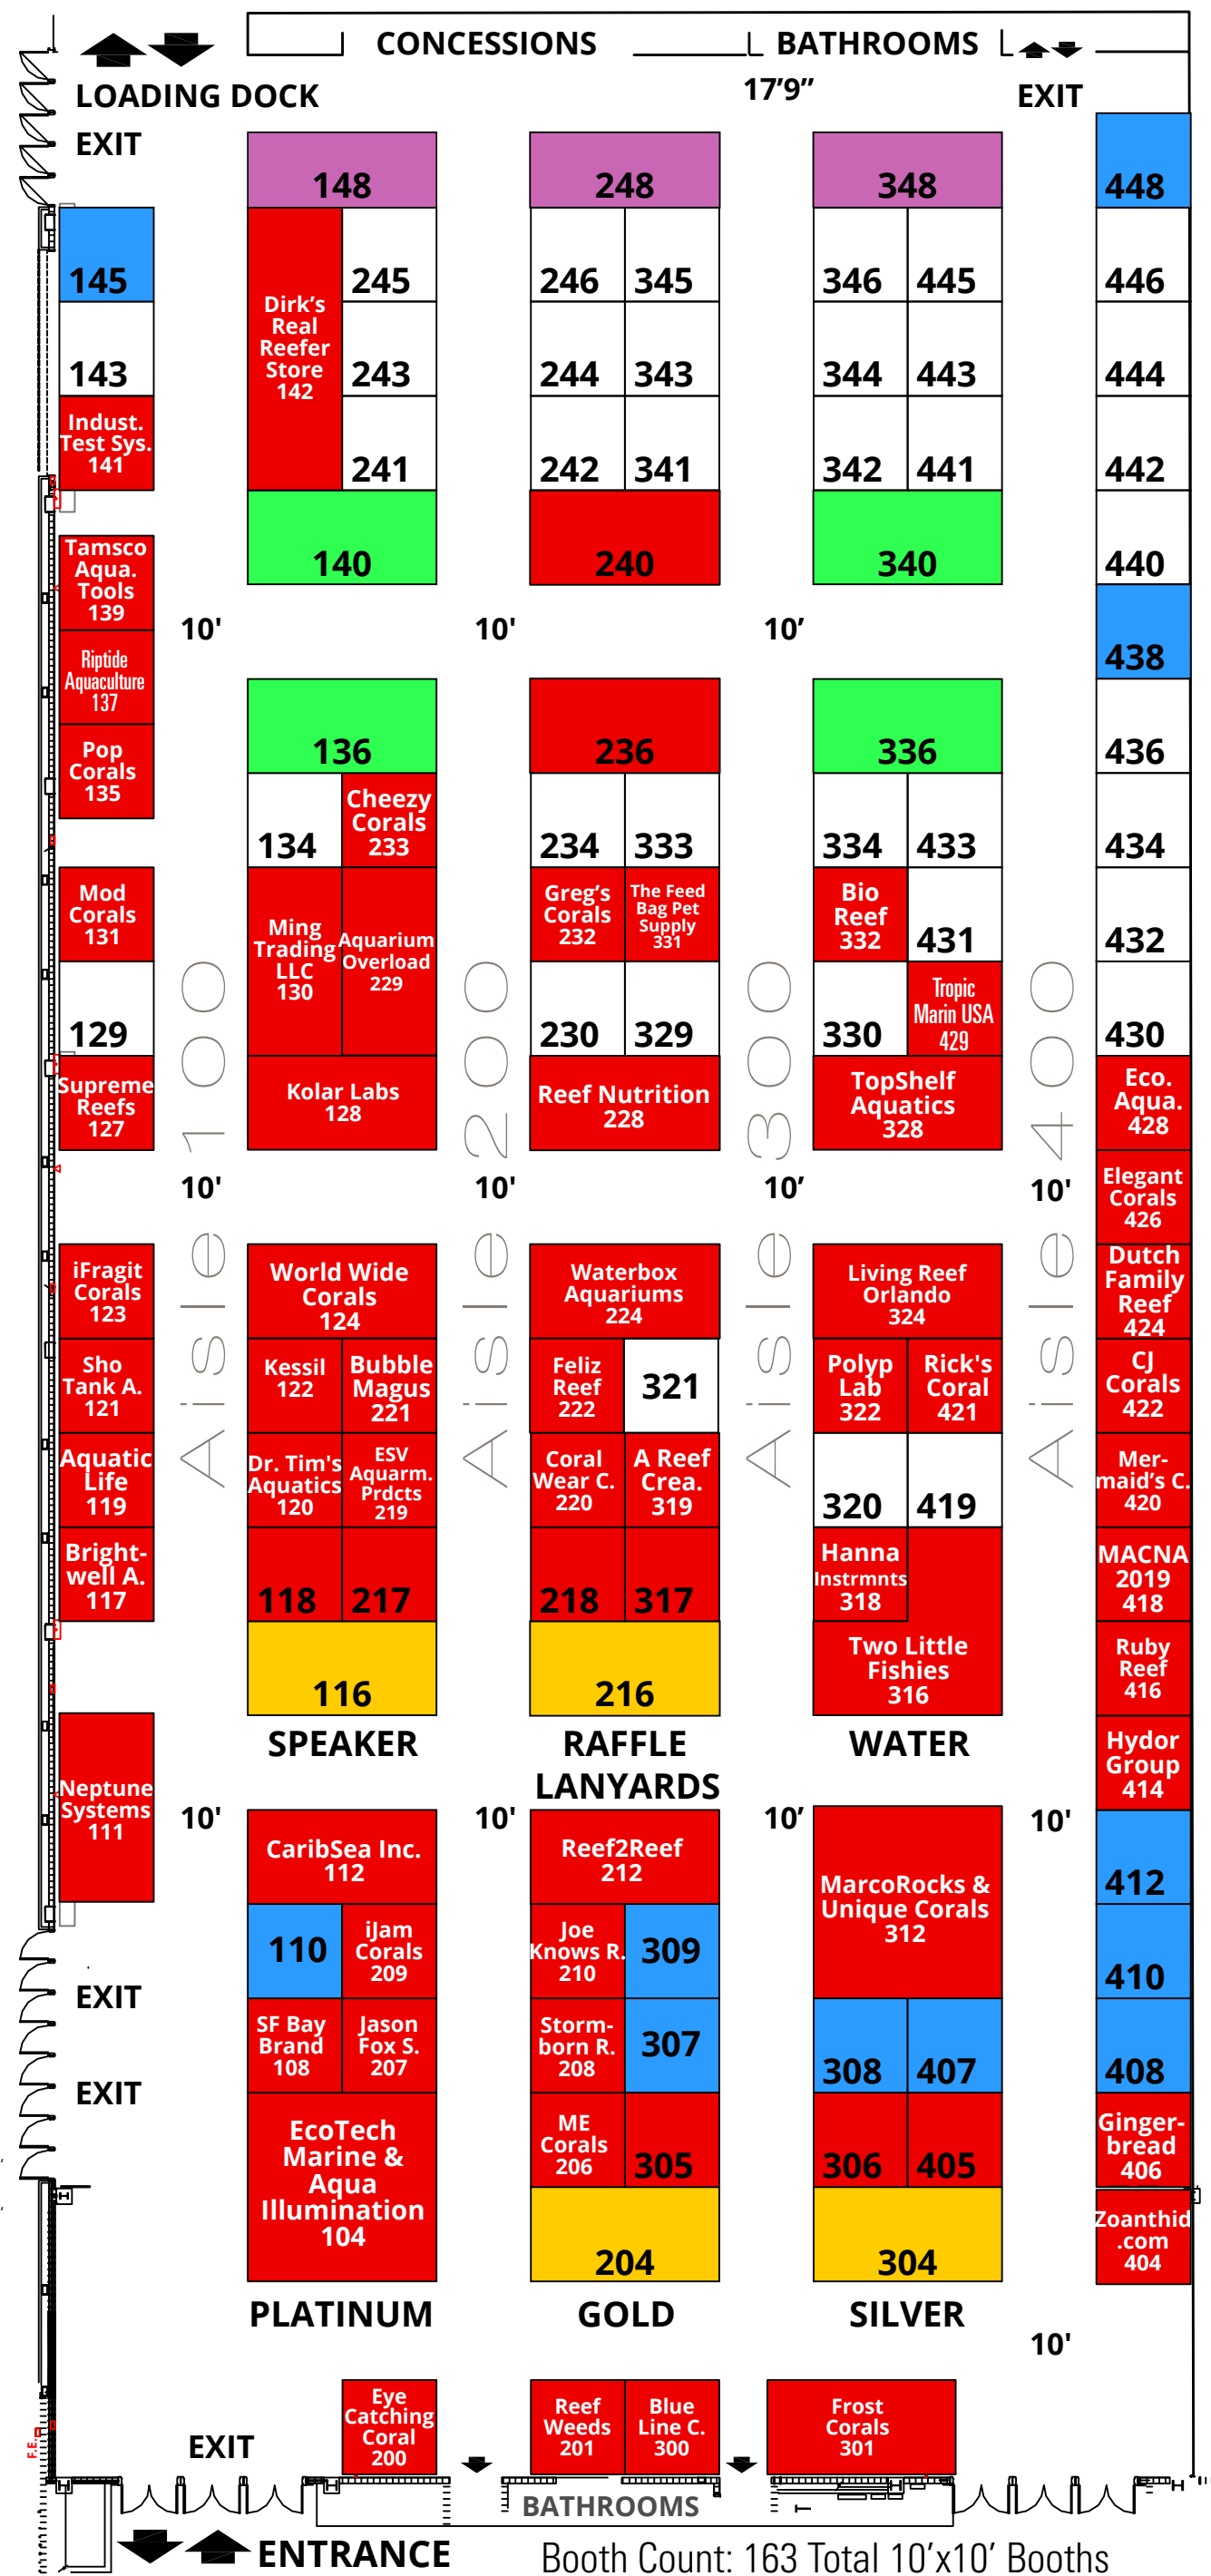 CONCESSIONS
BATHROOMS
17'9”
LOADING DOCK
EXIT
EXIT
148
248
348
448
145
143
Indust.
Test Sys.
141
Dirk’s
Real
Reefer
Store
142
245
243
241
246
345
244
343
242
341
346
445
344
443
342
441
446
444
442
440
140
240
340
Tamsco
Aqua.
Tools
139
Riptide
Aquaculture
137
Pop
Corals
135
10'
10'
10’
438
136
236
336
436
134
Cheezy
Corals
233
234
333
334
433
434
Mod
Corals
131
129
Supreme
Reefs
127
Ming
Trading
LLC
130
Aquarium
Overload
229
Greg’s
Corals
232
The Feed
Bag Pet
Supply
331
Bio
Reef
332
431
432
230
329
330
Tropic
Marin USA
429
430
Kolar Labs
128
Reef Nutrition
228
TopShelf
Aquatics
328
Eco.
Aqua.
428
Aisle 100
Aisle 200
Aisle 300
Aisle 400
10'
10'
10’
10'
Elegant
Corals
426
iFragit
Corals
123
World Wide
Corals
124
Waterbox
Aquariums
224
Living Reef
Orlando
324
Dutch
Family
Reef
424
Sho
Tank A.
121
Kessil
122
Bubble
Magus
221
Feliz
Reef
222
321
Polyp
Lab
322
Rick's
Coral
421
CJ
Corals
422
Aquatic
Life
119
Dr. Tim's
Aquatics
120
ESV
Aquarm.
Prdcts
219
Coral
Wear C.
220
A Reef
Crea.
319
320
419
Mer-
maid’s C.
420
Bright-
well A.
117
118
217
218
317
Hanna
Instrmnts
318
MACNA
2019
418
116
216
Two Little
Fishies
316
Ruby
Reef
416
SPEAKER
RAFFLE
LANYARDS
WATER
Hydor
Group
414
Neptune
Systems
111
10'
10'
10’
10'
CaribSea Inc.
112
Reef2Reef
212
MarcoRocks &
Unique Corals
312
412
110
iJam
Corals
209
Joe
Knows R.
210
309
410
EXIT
SF Bay
Brand
108
Jason
Fox S.
207
Storm-
born R.
208
307
308
407
408
EXIT
EcoTech
Marine &
Aqua
Illumination
104
ME
Corals
206
305
306
405
Ginger-
bread
406
204
304
Zoanthid
.com
404
PLATINUM
GOLD
SILVER
10'
Eye
Catching
Coral
200
Reef
Weeds
201
Blue
Line C.
300
Frost
Corals
301
F.E.
EXIT
BATHROOMS
ENTRANCE
Booth Count: 163 Total 10’x10’ Booths